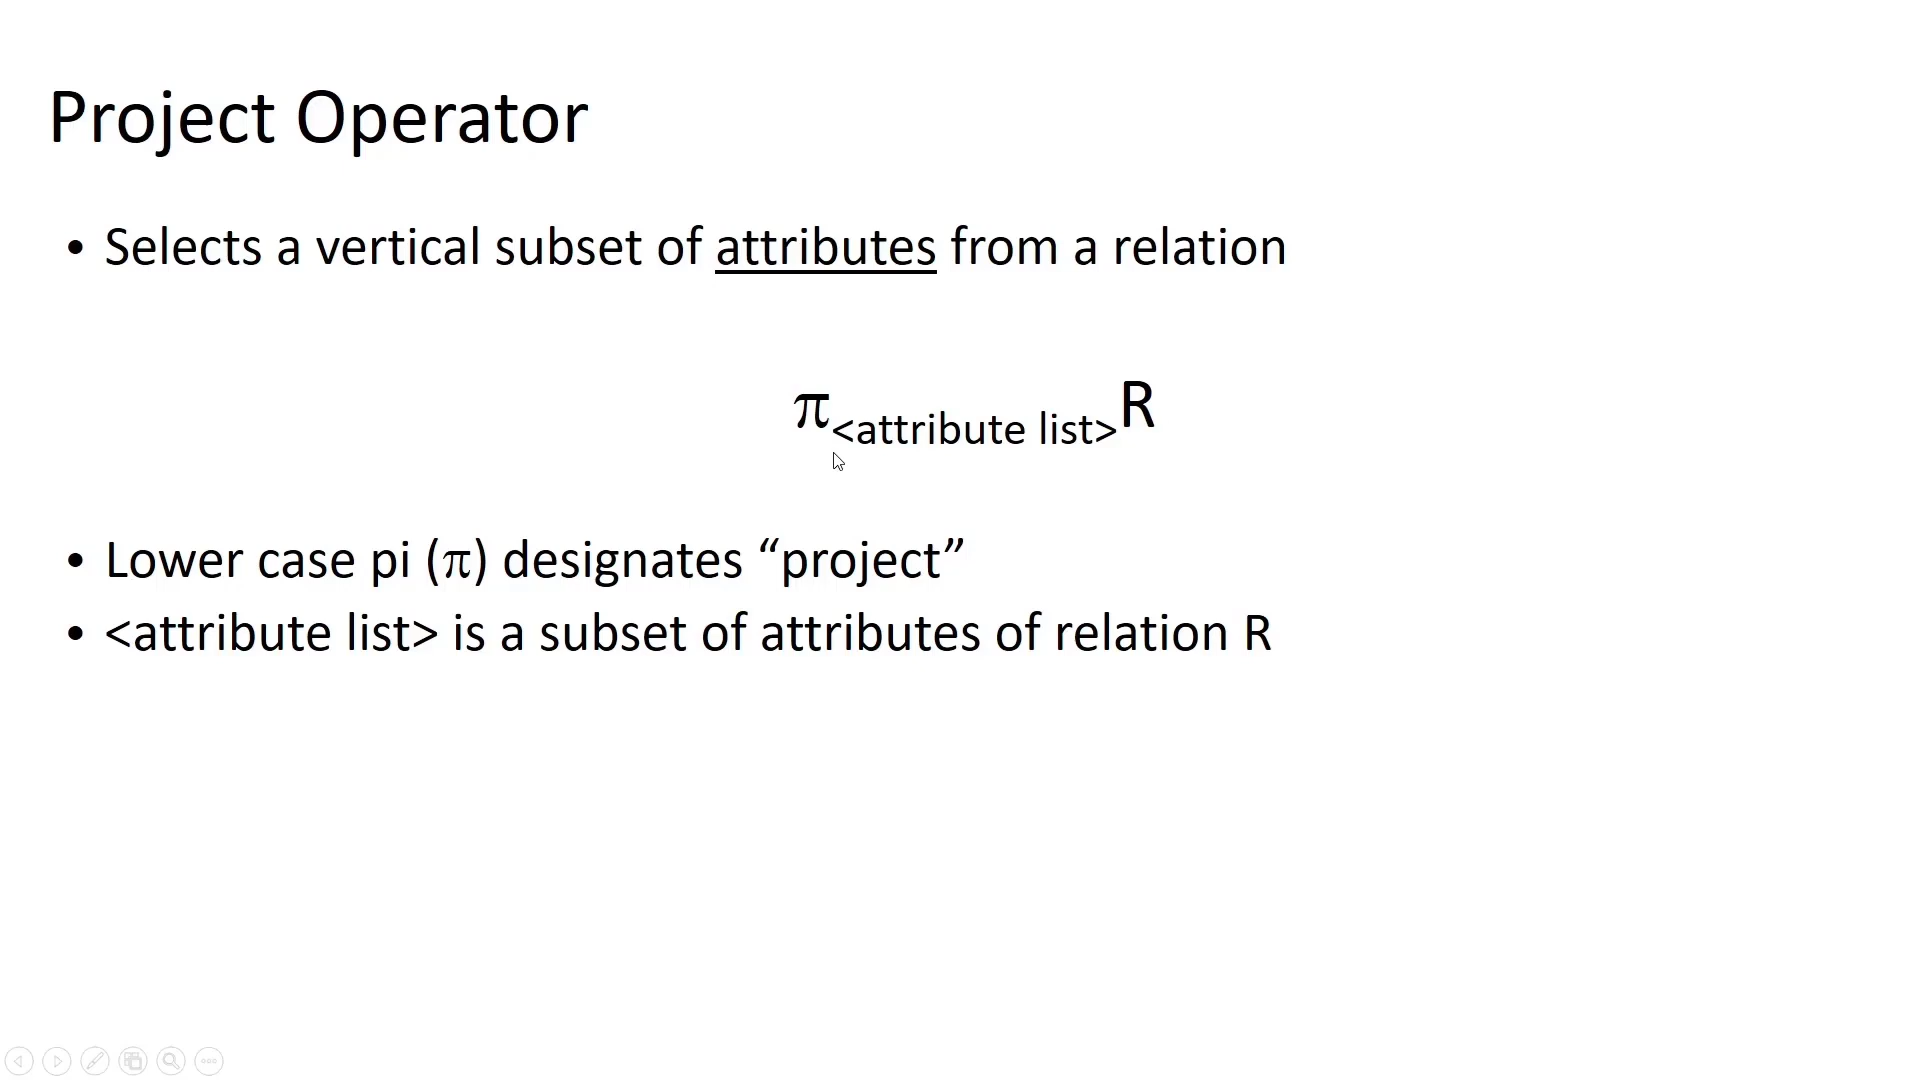 Project Operator
• Selects a vertical subset of attributes from a relation
π<attribute list>R
• Lower case pi (π) designates “project”
• <attribute list> is a subset of attributes of relation R